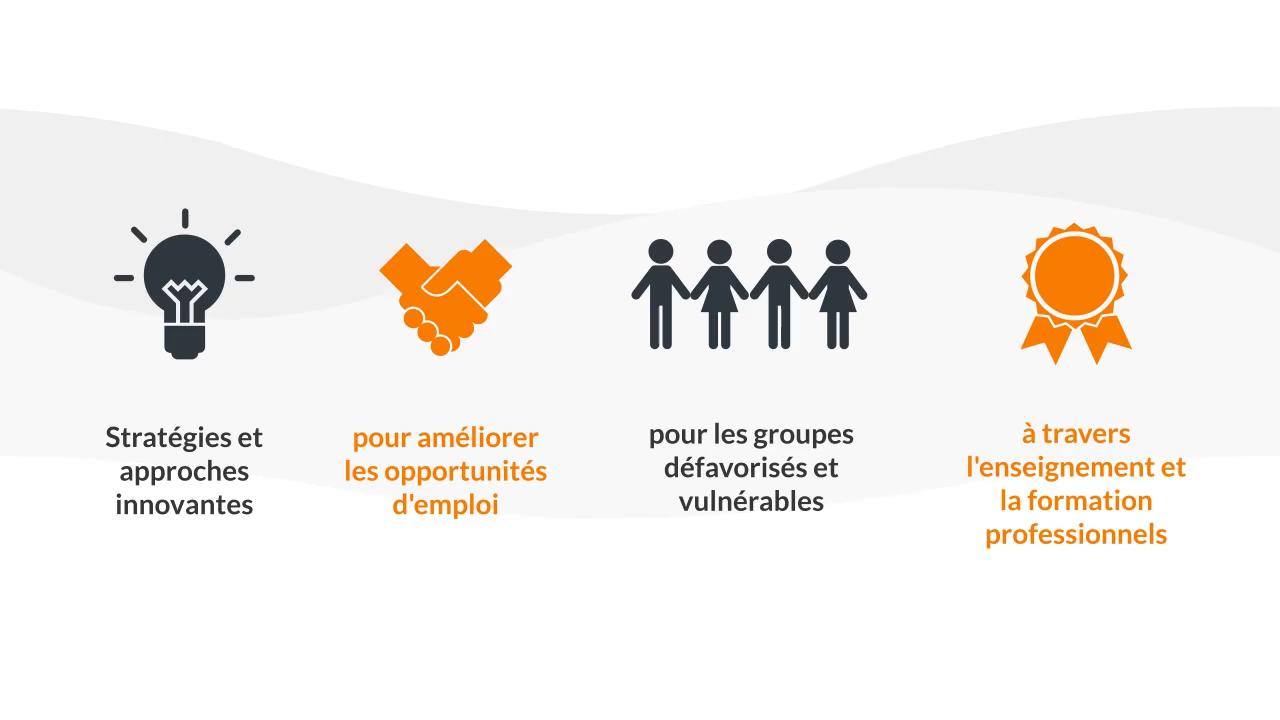 Stratégies et
approches
innovantes
pour améliorer
les opportunités
d'emploi
pour les groupes
défavorisés et
vulnérables
à travers
l'enseignement et
la formation
professionnels